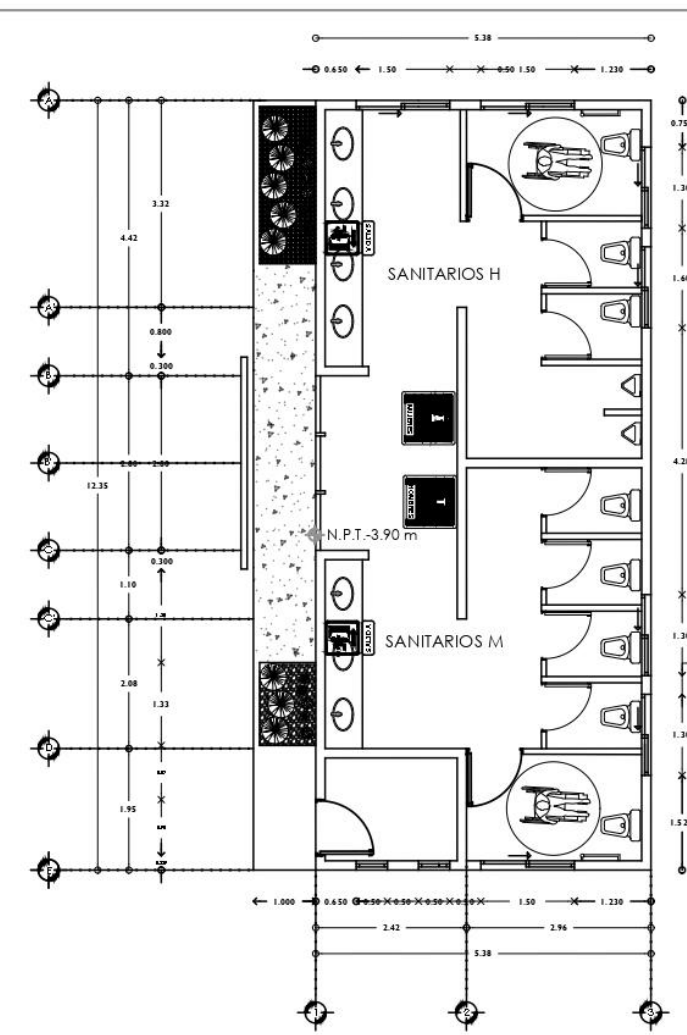 5.38
0.650 1.50 0.50 1.50 1.230
A
0.75
3.32
1.30
4.42
SALIDA
1.60
SANITARIOS H
A'
0.800
0.300
B
MUJERES
B'
2.00
4.20
12.35
HOMBRES
N.P.T.-3.90 m
C
0.300
1.10
C'
SANITARIOS M
SALIDA
1.30
2.08
1.33
1.30
D
1.95
1.52
E
1.000 0.650 0.50 0.50 0.50 1.50 1.230
2.42 2.96
5.38
1 2 3